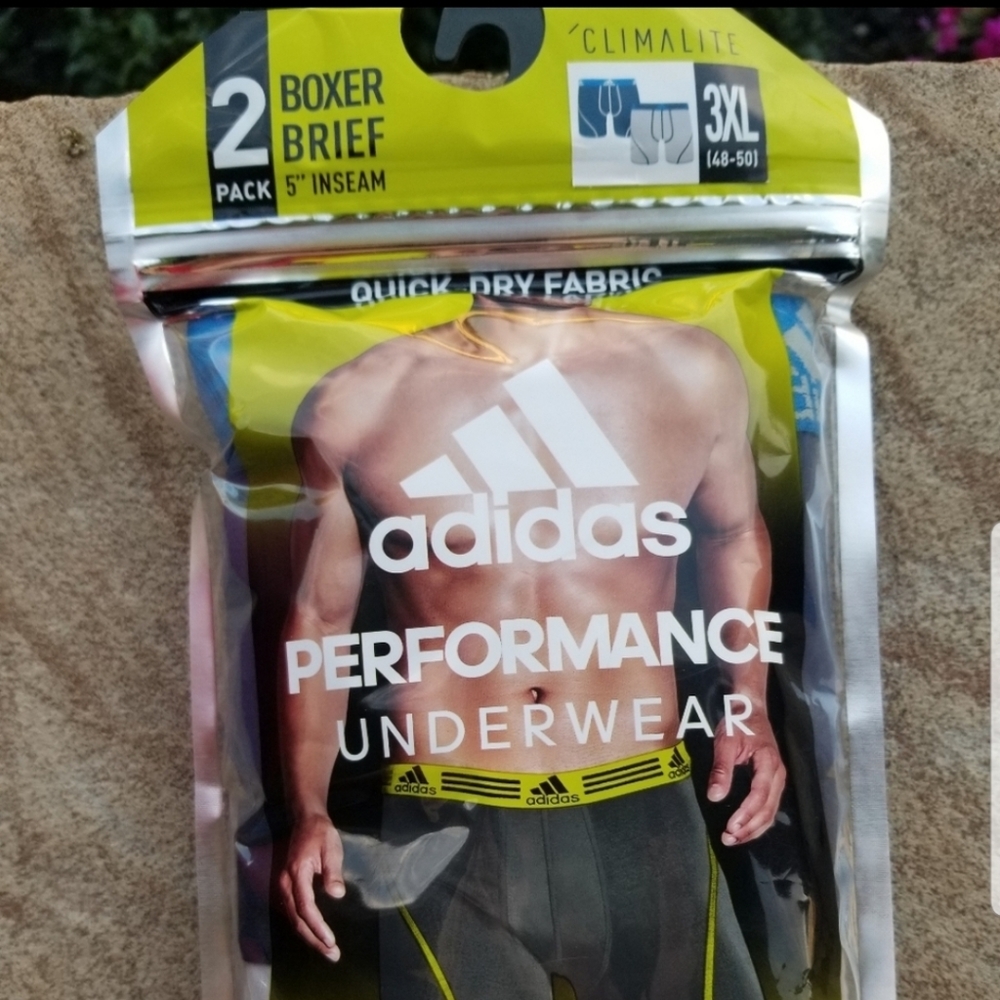 ´CLIMALITE
2
PACK
BOXER
BRIEF
5" INSEAM
3XL
(48-50)
QUICK DRY FABRIC
adidas
PERFORMANCE
UNDERWEAR
adidas adidas adidas